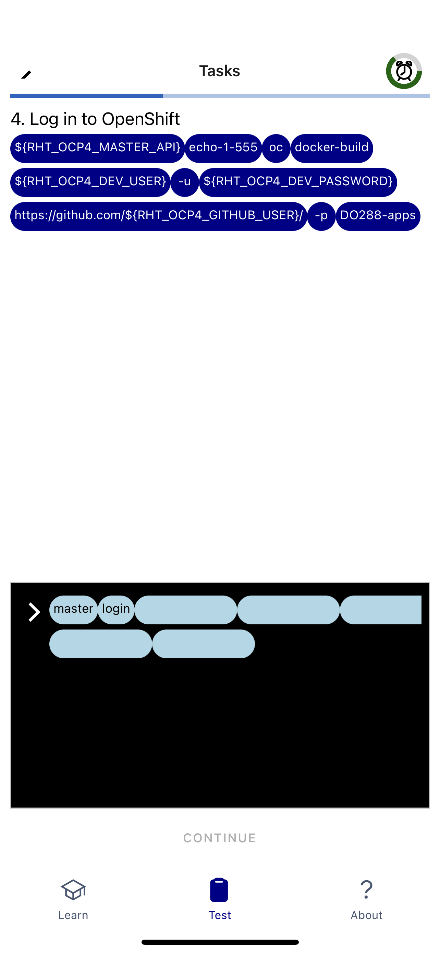 Tasks
4. Log in to OpenShift
${RHT_OCP4_MASTER_API} echo-1-555 oc docker-build
${RHT_OCP4_DEV_USER} -u ${RHT_OCP4_DEV_PASSWORD}
https://github.com/${RHT_OCP4_GITHUB_USER}/ -p DO288-apps
master login
CONTINUE
Learn Test About